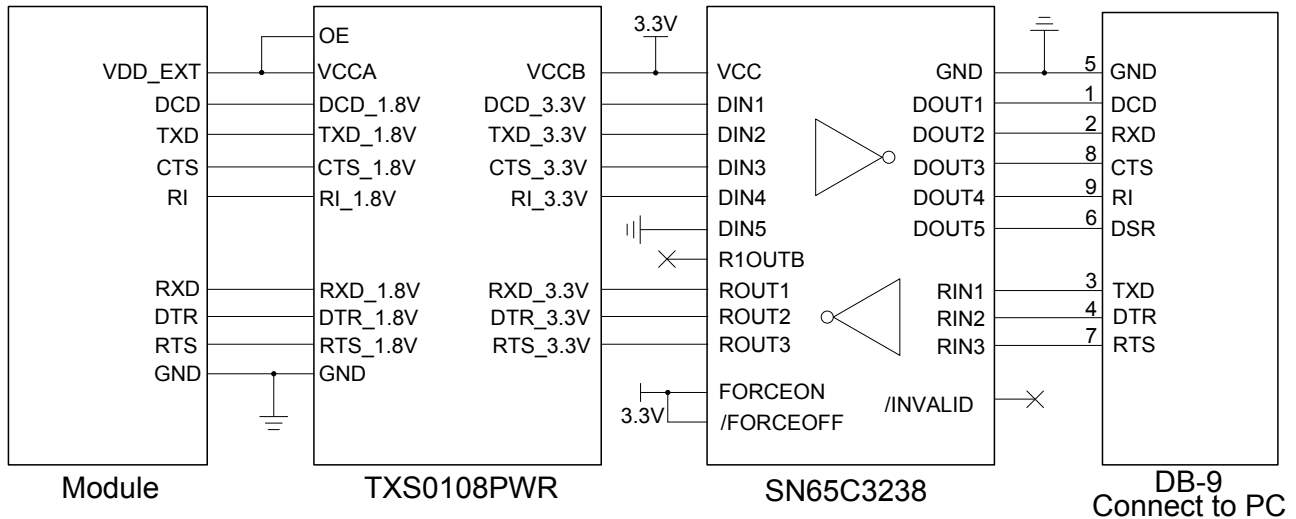 3.3V
OE
VDD_EXT VCCA VCCB VCC GND 5 GND
DCD DCD_1.8V DCD_3.3V DIN1 DOUT1 1 DCD
TXD TXD_1.8V TXD_3.3V DIN2 DOUT2 2 RXD
CTS CTS_1.8V CTS_3.3V DIN3 DOUT3 8 CTS
RI RI_1.8V RI_3.3V DIN4 DOUT4 9 RI
DIN5 DOUT5 6 DSR
R1OUTB
RXD RXD_1.8V RXD_3.3V ROUT1 RIN1 3 TXD
DTR DTR_1.8V DTR_3.3V ROUT2 RIN2 4 DTR
RTS RTS_1.8V RTS_3.3V ROUT3 RIN3 7 RTS
GND GND
FORCEON
/INVALID
3.3V /FORCEOFF
Module TXS0108PWR SN65C3238 DB-9
Connect to PC